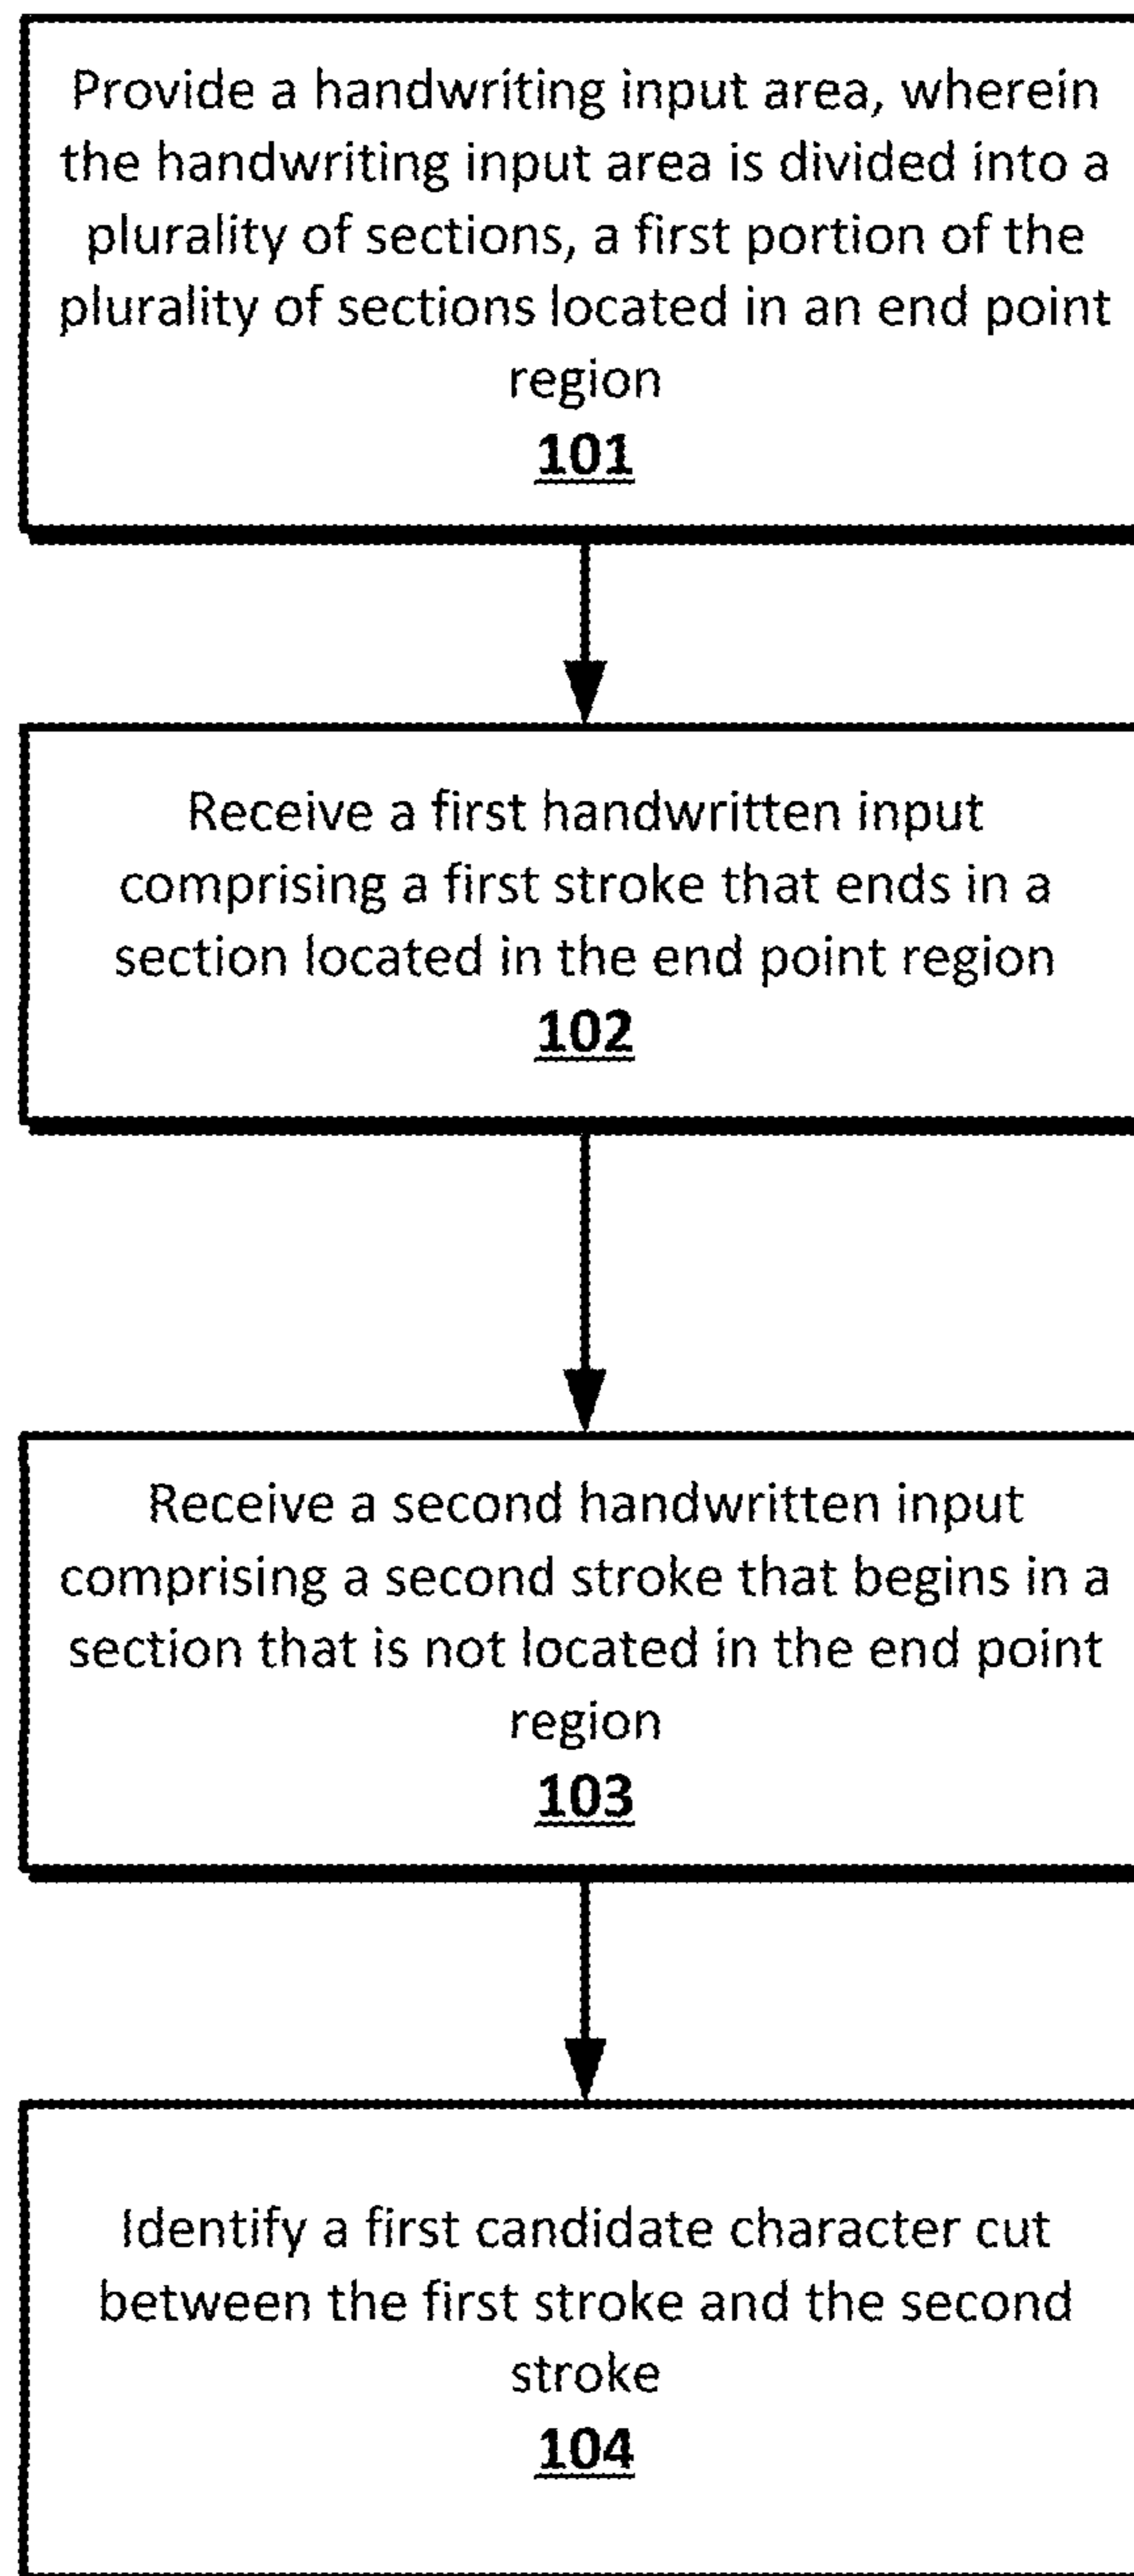 Provide a handwriting input area, wherein
the handwriting input area is divided into a
plurality of sections, a first portion of the
plurality of sections located in an end point
region
101
Receive a first handwritten input
comprising a first stroke that ends in a
section located in the end point region
102
Receive a second handwritten input
comprising a second stroke that begins in a
section that is not located in the end point
region
103
Identify a first candidate character cut
between the first stroke and the second
stroke
104